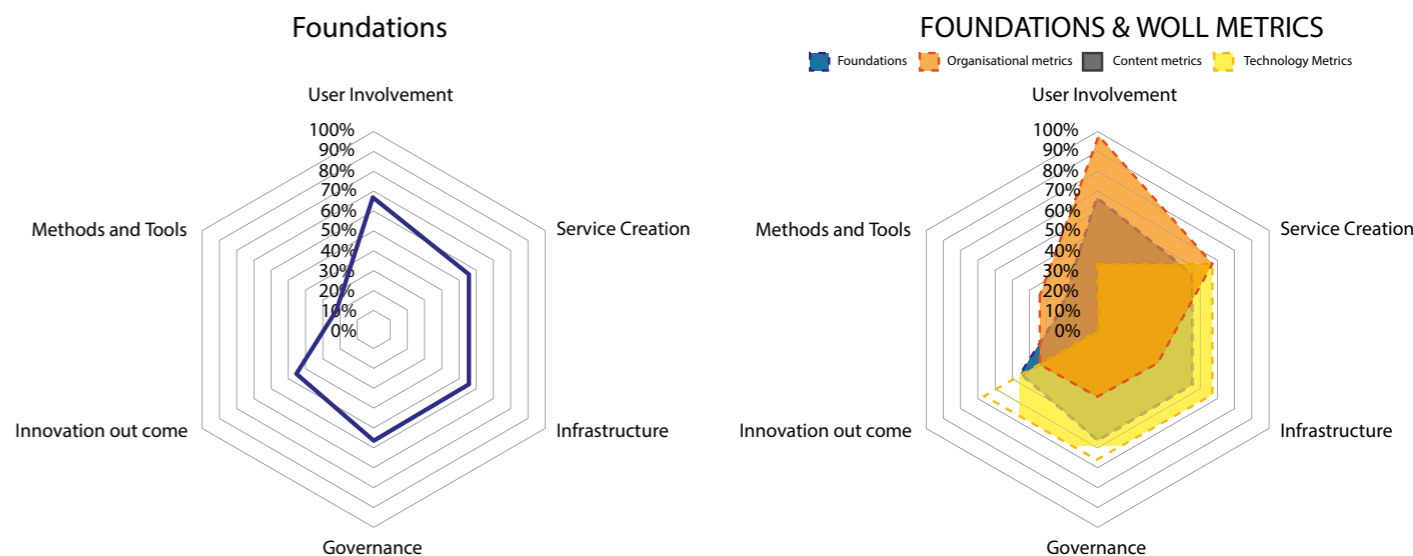 Foundations
User Involvement
100%
90%
80%
70%
60%
50%
40%
30%
20%
10%
0%
Methods and Tools
Service Creation
Innovation out come
Infrastructure
Governance
FOUNDATIONS & WOLL METRICS
Foundations Organisational metrics Content metrics Technology Metrics
User Involvement
100%
90%
80%
70%
60%
50%
40%
30%
20%
10%
0%
Methods and Tools
Service Creation
Innovation out come
Infrastructure
Governance